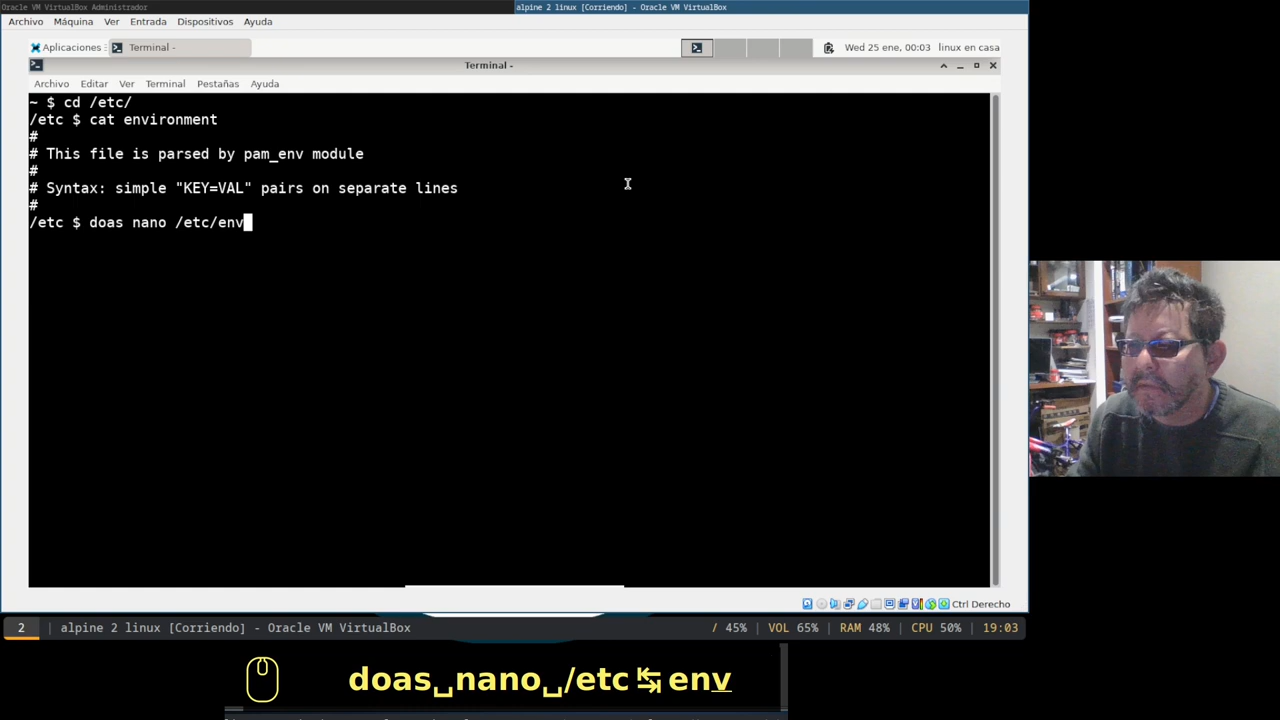 Oracle VM VirtualBox Administrador
alpine 2 linux [Corriendo] - Oracle VM VirtualBox
Archivo Máquina Ver Entrada Dispositivos Ayuda
Aplicaciones Terminal - Wed 25 ene, 00:03 linux en casa
Terminal -
Archivo Editar Ver Terminal Pestañas Ayuda
~ $ cd /etc/
/etc $ cat environment
#
# This file is parsed by pam_env module
#
# Syntax: simple "KEY=VAL" pairs on separate lines
#
/etc $ doas nano /etc/env
Ctrl Derecho
2 | alpine 2 linux [Corriendo] - Oracle VM VirtualBox / 45% | VOL 65% | RAM 48% | CPU 50% | 19:03
doas␣nano␣/etc↹env